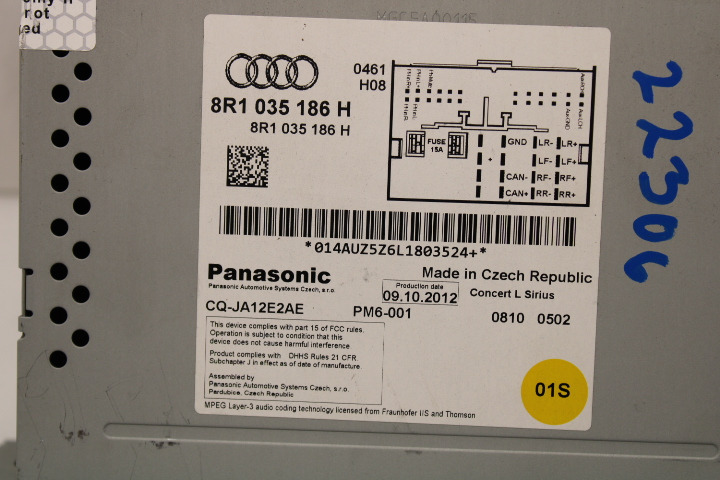 not
ed
8R1 035 186 H
8R1 035 186 H
0461
H08
FUSE
15A
GND LR- LR+
+ LF- LF+
CAN- RF- RF+
CAN+ RR- RR+
AuxGND
AuxLCH
*014AUZ5Z6L1803524+*
Panasonic
Panasonic Automotive Systems Czech, s.r.o.
Made in Czech Republic
Production date
09.10.2012
Concert L Sirius
CQ-JA12E2AE
PM6-001
0810 0502
This device complies with part 15 of FCC rules.
Operation is subject to condition that this
device does not cause harmful interference
Product complies with DHHS Rules 21 CFR.
Subchapter J in effect as of date of manufacture.
Assembled by
Panasonic Automotive Systems Czech, s.r.o.
Pardubice, Czech Republic
MPEG Layer-3 audio coding technology licensed from Fraunhofer IIS and Thomson
01S
22306